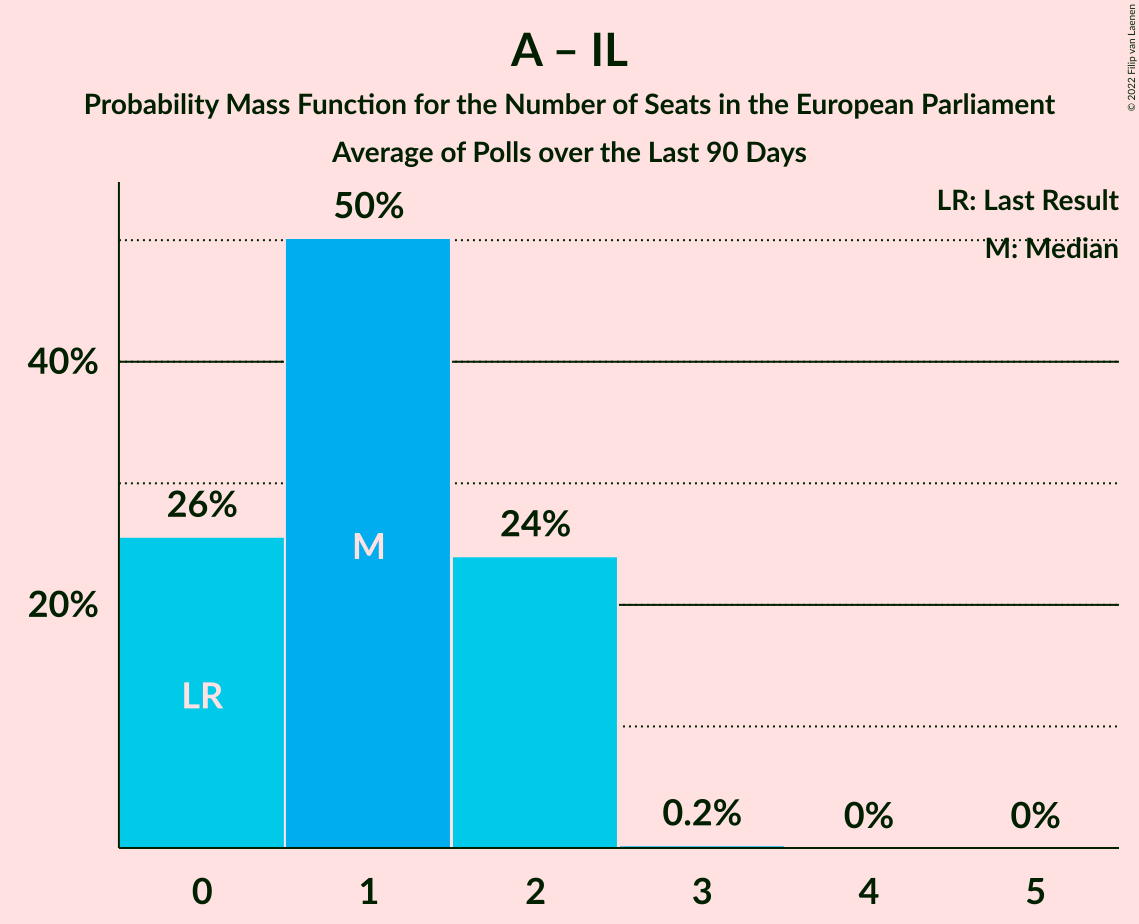 A – IL
Probability Mass Function for the Number of Seats in the European Parliament
Average of Polls over the Last 90 Days
© 2022 Filip van Laenen
LR: Last Result
M: Median
50%
40%
26%
M
24%
20%
LR
0.2%
0%
0%
0 1 2 3 4 5